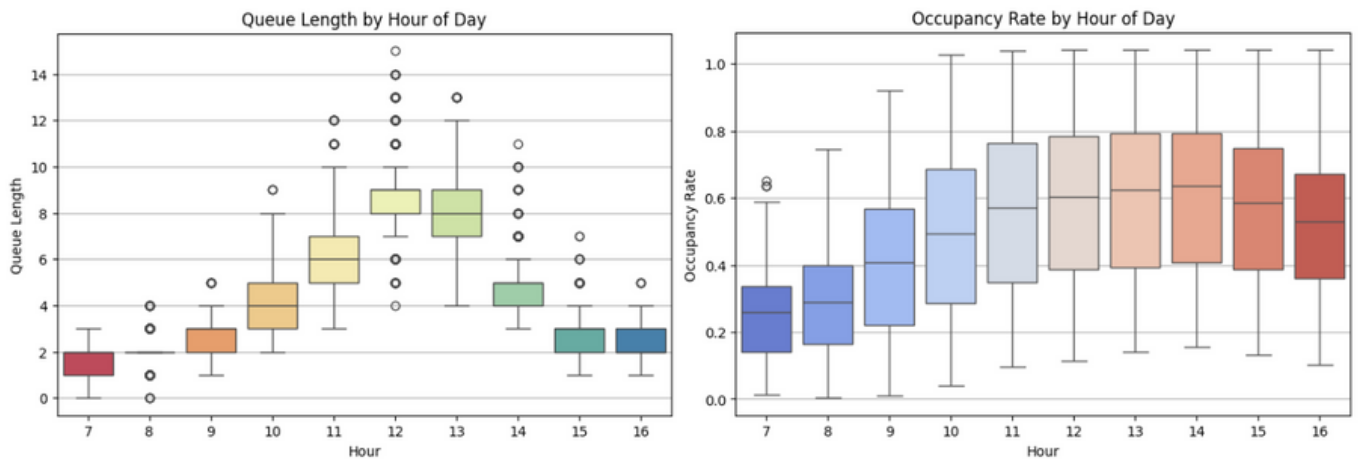 Queue Length by Hour of Day
Queue Length
14
12
10
8
6
4
2
0
7 8 9 10 11 12 13 14 15 16
Hour
Occupancy Rate by Hour of Day
Occupancy Rate
1.0
0.8
0.6
0.4
0.2
0.0
7 8 9 10 11 12 13 14 15 16
Hour